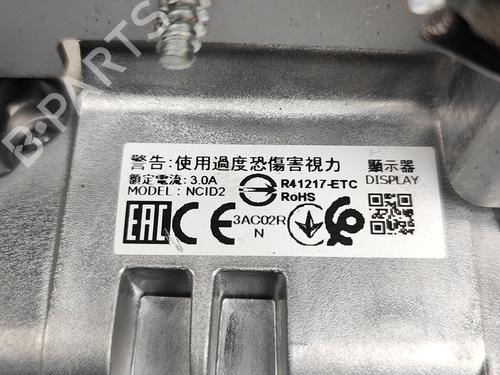 警告:使用過度恐傷害視力
額定電流: 3.0A
MODEL: NCID2
R41217-ETC
RoHS
顯示器
DISPLAY
EAC CE
3AC02R
N
B-Parts